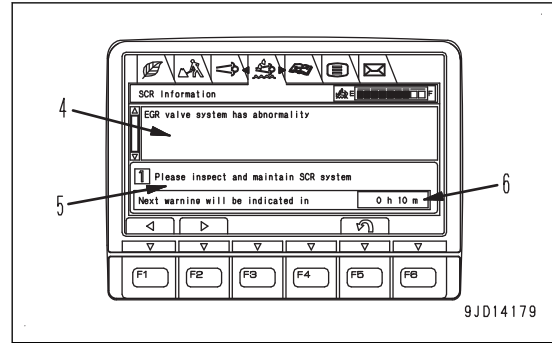 SCR Information
E F
4
EGR valve system has abnormality
1 Please inspect and maintain SCR system
5
6
Next warning will be indicated in 0 h 10 m
F1 F2 F3 F4 F5 F6
9JD14179